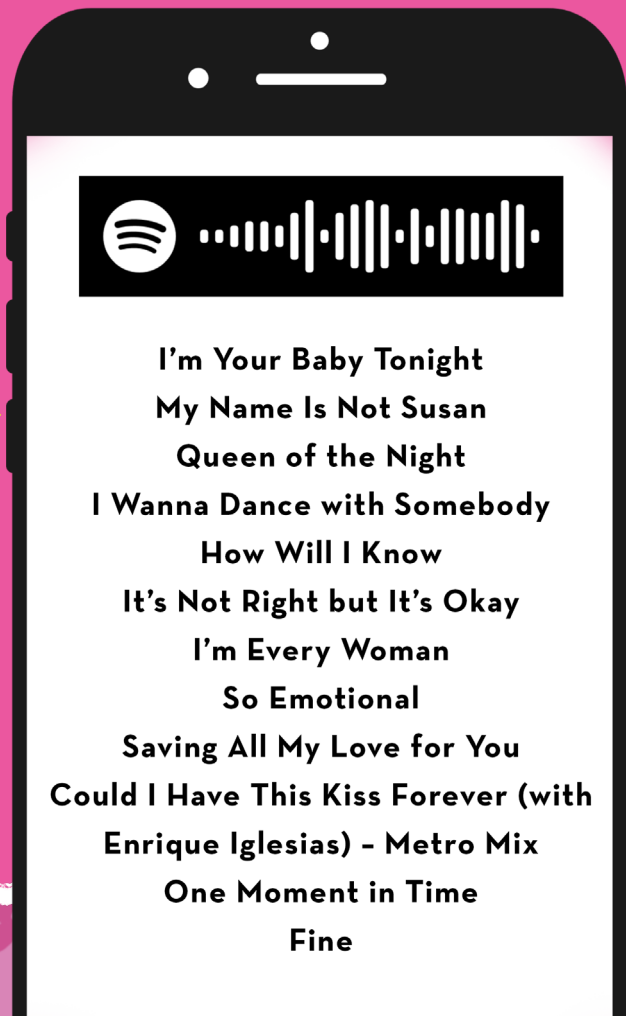 I’m Your Baby Tonight
My Name Is Not Susan
Queen of the Night
I Wanna Dance with Somebody
How Will I Know
It’s Not Right but It’s Okay
I’m Every Woman
So Emotional
Saving All My Love for You
Could I Have This Kiss Forever (with
Enrique Iglesias) – Metro Mix
One Moment in Time
Fine